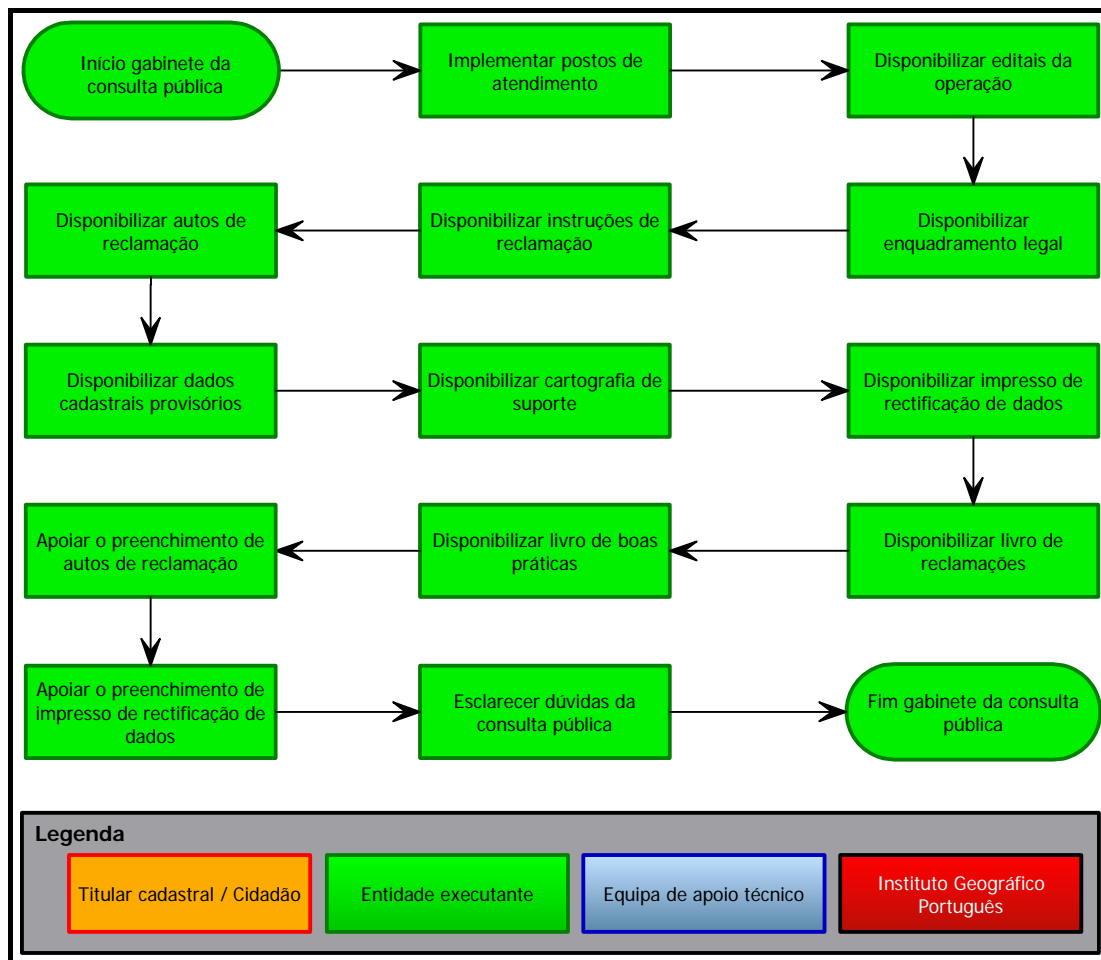 Início gabinete da
consulta pública
Implementar postos de
atendimento
Disponibilizar editais da
operação
Disponibilizar autos de
reclamação
Disponibilizar instruções de
reclamação
Disponibilizar
enquadramento legal
Disponibilizar dados
cadastrais provisórios
Disponibilizar cartografia de
suporte
Disponibilizar impresso de
rectificação de dados
Apoiar o preenchimento de
autos de reclamação
Disponibilizar livro de boas
práticas
Disponibilizar livro de
reclamações
Apoiar o preenchimento de
impresso de rectificação de
dados
Esclarecer dúvidas da
consulta pública
Fim gabinete da consulta
pública
Legenda
Titular cadastral / Cidadão
Entidade executante
Equipa de apoio técnico
Instituto Geográfico
Português